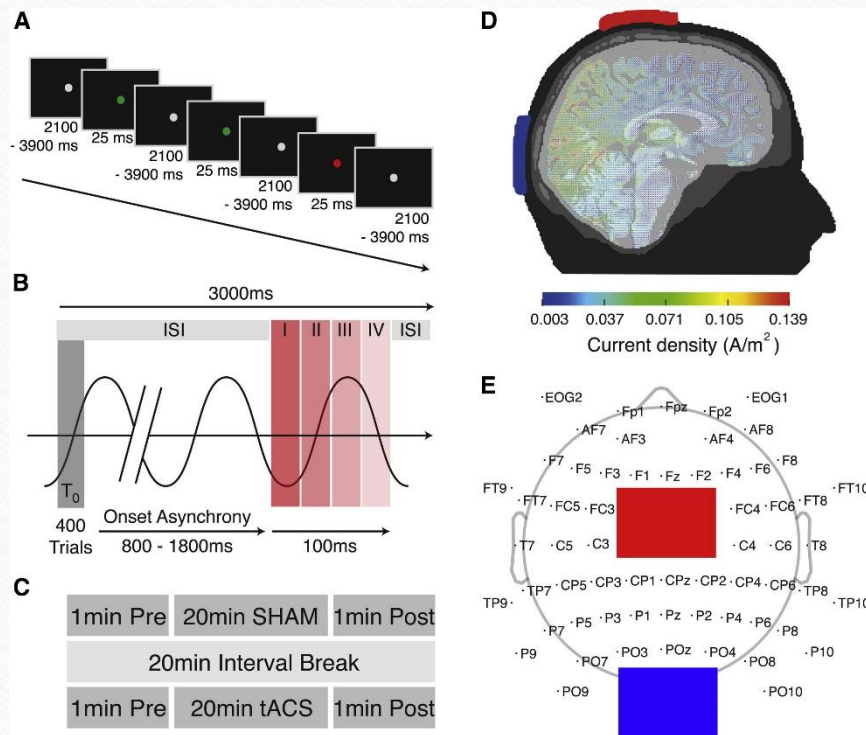 A
2100
- 3900 ms
25 ms
2100
- 3900 ms
25 ms
2100
- 3900 ms
25 ms
2100
- 3900 ms
B
3000ms
ISI I II III IV ISI
T0
400
Trials
Onset Asynchrony
800 - 1800ms
100ms
C
1min Pre 20min SHAM 1min Post
20min Interval Break
1min Pre 20min tACS 1min Post
D
0.003 0.037 0.071 0.105 0.139
Current density (A/m²)
E
EOG2 EOG1
Fp1 Fpz Fp2
AF7 AF3 AF4 AF8
F7 F5 F3 F1 Fz F2 F4 F6 F8
FT9 FT7 FC5 FC3 FC4 FC6 FT8 FT10
T7 C5 C3 C4 C6 T8
TP9 TP7 CP5 CP3 CP1 CPz CP2 CP4 CP6 TP8 TP10
P7 P5 P3 P1 Pz P2 P4 P6 P8
P9 PO7 PO3 POz PO4 PO8 P10
PO9 PO10